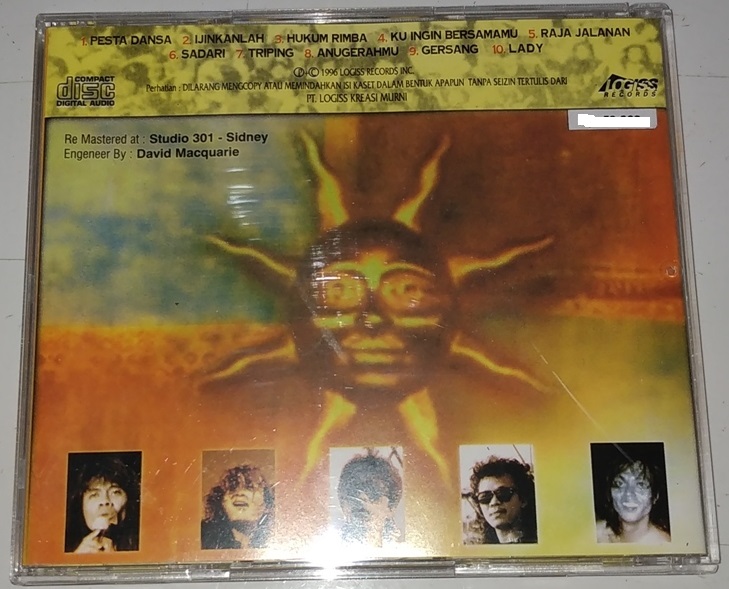 1. PESTA DANSA 2. IJINKANLAH 3. HUKUM RIMBA 4. KU INGIN BERSAMAMU 5. RAJA JALANAN
6. SADARI 7. TRIPING 8. ANUGERAHMU 9. GERSANG 10. LADY
℗·© 1996 LOGISS RECORDS INC.
Perhatian : DILARANG MENGCOPY ATAU MEMINDAHKAN ISI KASET DALAM BENTUK APAPUN TANPA SEIZIN TERTULIS DARI
PT. LOGISS KREASI MURNI
COMPACT
disc
DIGITAL AUDIO
LOGISS
RECORDS
Re Mastered at : Studio 301 - Sidney
Engeneer By : David Macquarie